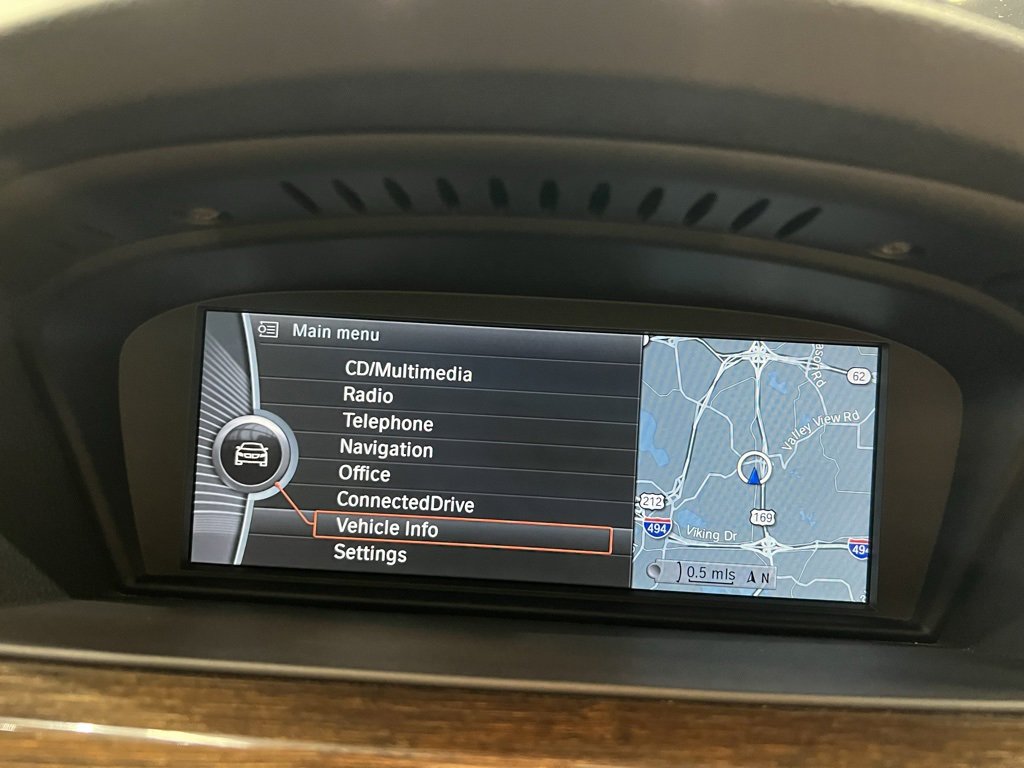 Main menu
CD/Multimedia
Radio
Telephone
Navigation
Office
ConnectedDrive
Vehicle Info
Settings
62
Valley View Rd
212
494
169
Viking Dr
0.5 mls
N